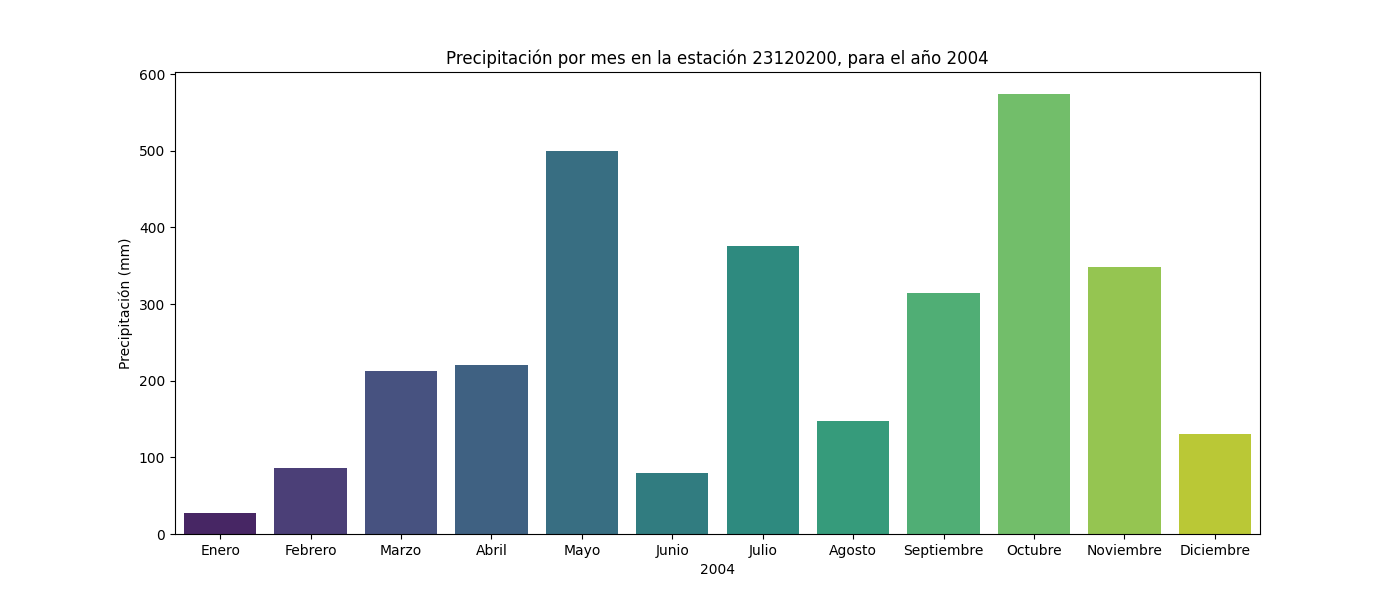 Precipitación por mes en la estación 23120200, para el año 2004
Precipitación (mm)
600
500
400
300
200
100
0
Enero Febrero Marzo Abril Mayo Junio Julio Agosto Septiembre Octubre Noviembre Diciembre
2004